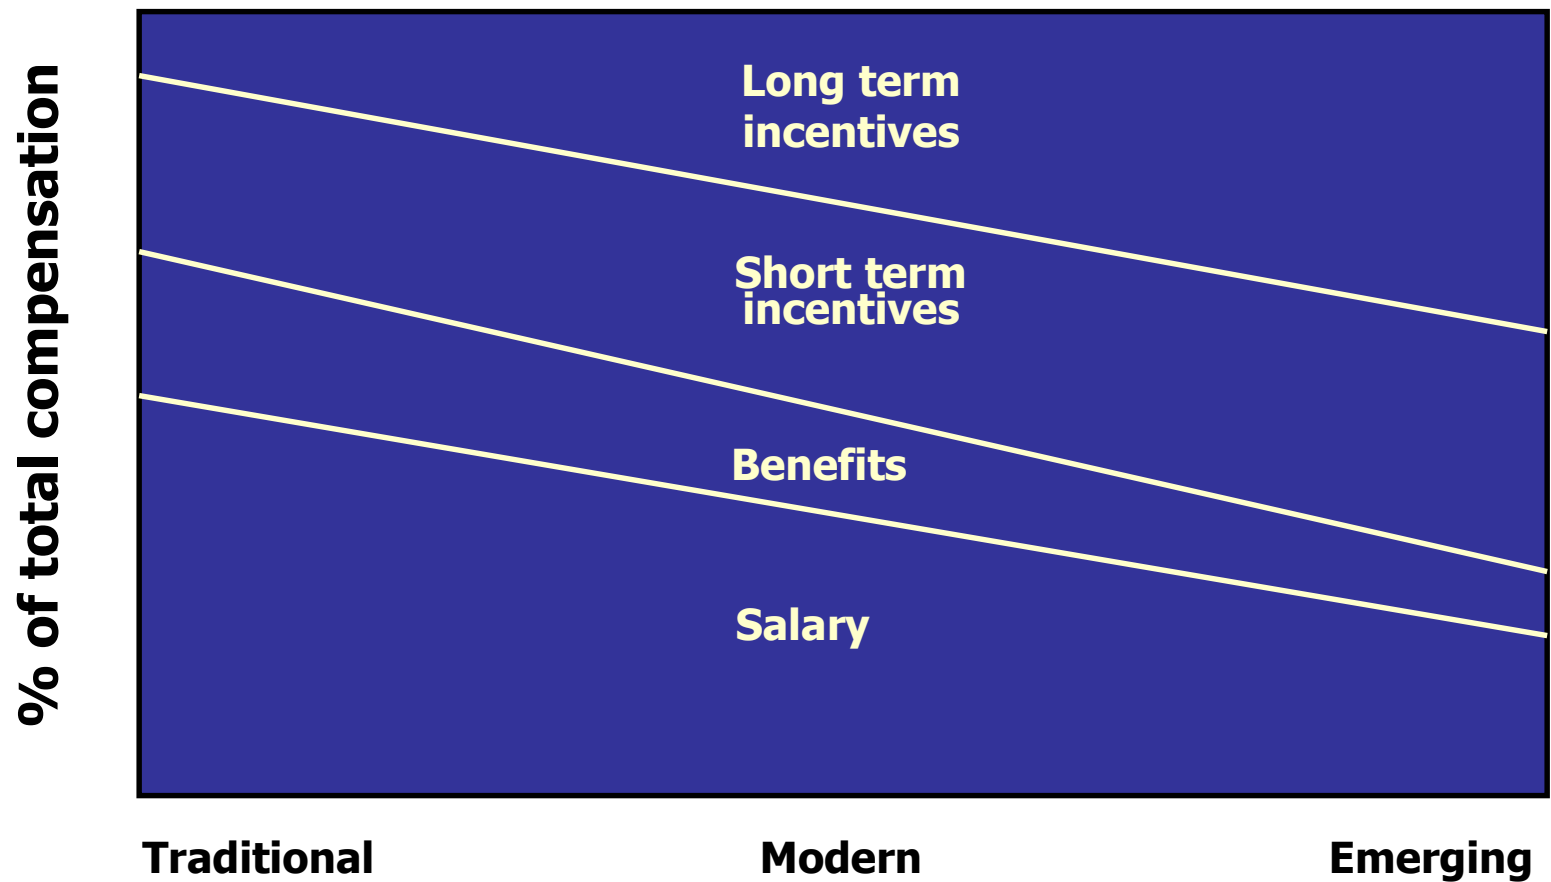 % of total compensation
Long term
incentives
Short term
incentives
Benefits
Salary
Traditional
Modern
Emerging